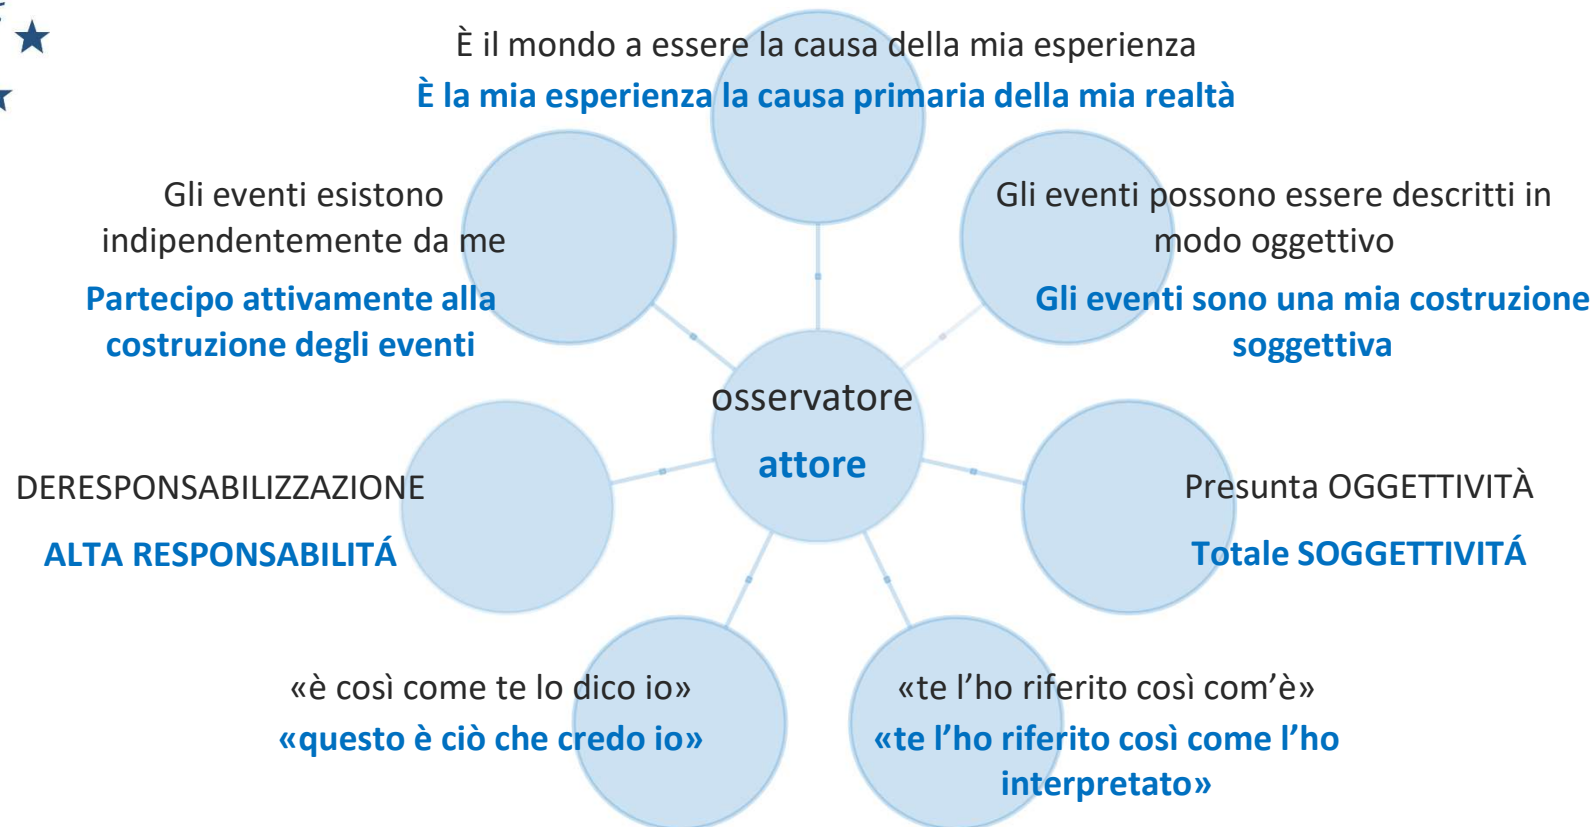 È il mondo a essere la causa della mia esperienza
È la mia esperienza la causa primaria della mia realtà
Gli eventi esistono
indipendentemente da me
Partecipo attivamente alla
costruzione degli eventi
Gli eventi possono essere descritti in
modo oggettivo
Gli eventi sono una mia costruzione
soggettiva
osservatore
attore
DERESPONSABILIZZAZIONE
ALTA RESPONSABILITÁ
Presunta OGGETTIVITÀ
Totale SOGGETTIVITÁ
«è così come te lo dico io»
«questo è ciò che credo io»
«te l’ho riferito così com’è»
«te l’ho riferito così come l’ho
interpretato»